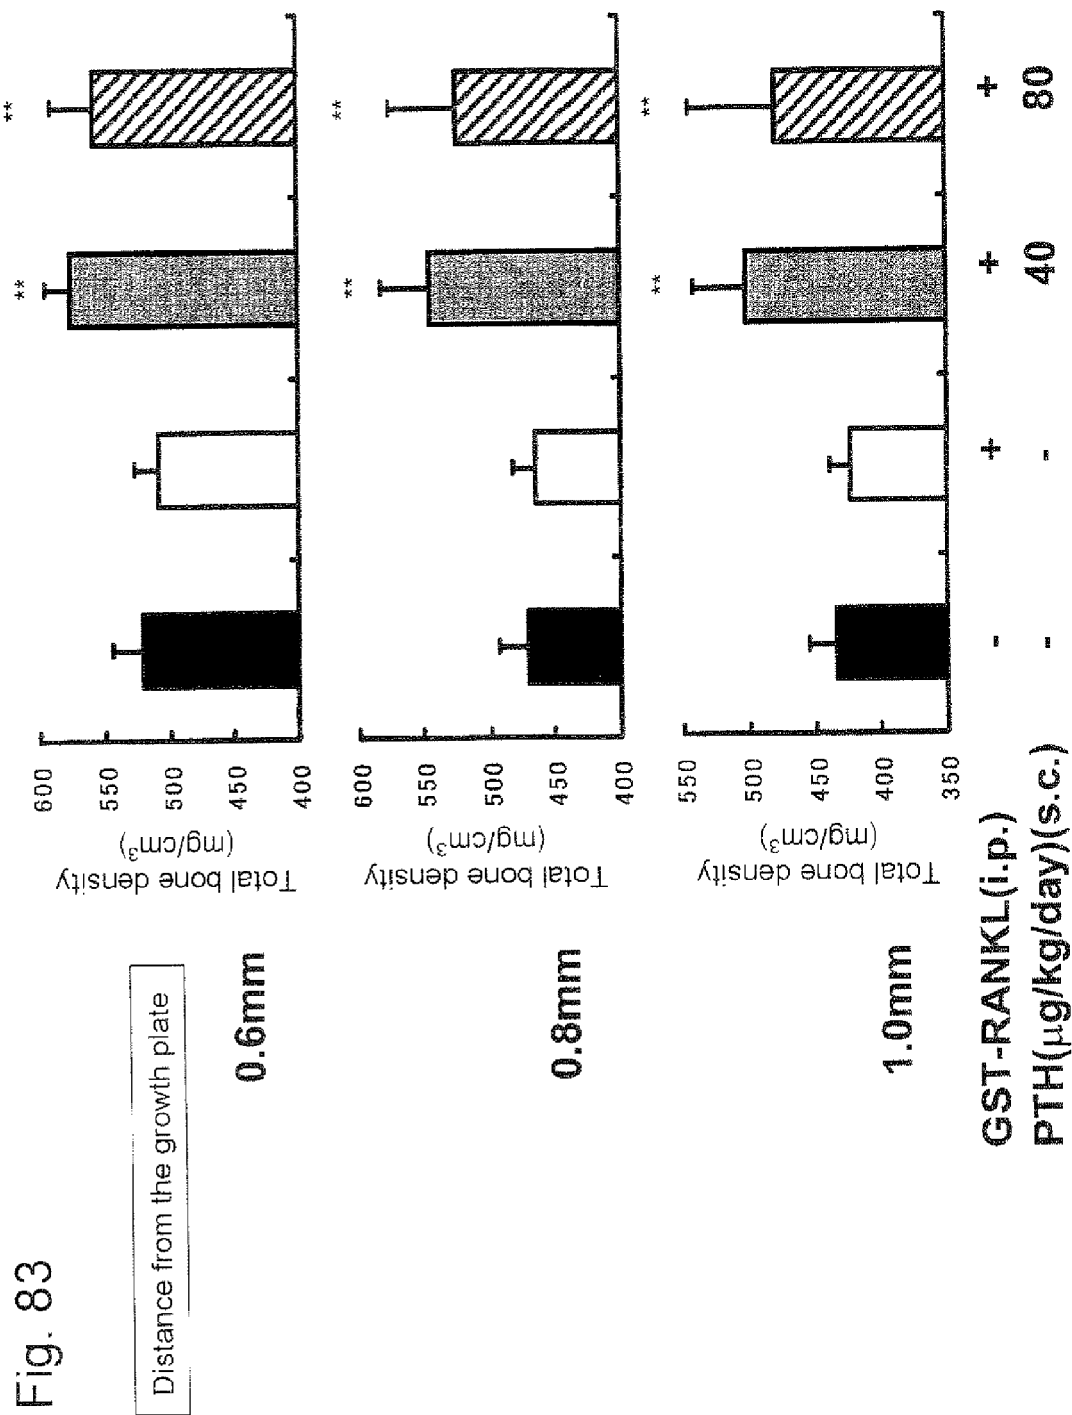 Fig. 83
Distance from the growth plate
0.6mm
Total bone density
(mg/cm³)
600
550
500
450
400
**
**
0.8mm
Total bone density
(mg/cm³)
600
550
500
450
400
**
**
1.0mm
Total bone density
(mg/cm³)
550
500
450
400
350
**
**
GST-RANKL(i.p.) - + + +
PTH(μg/kg/day)(s.c.) - - 40 80